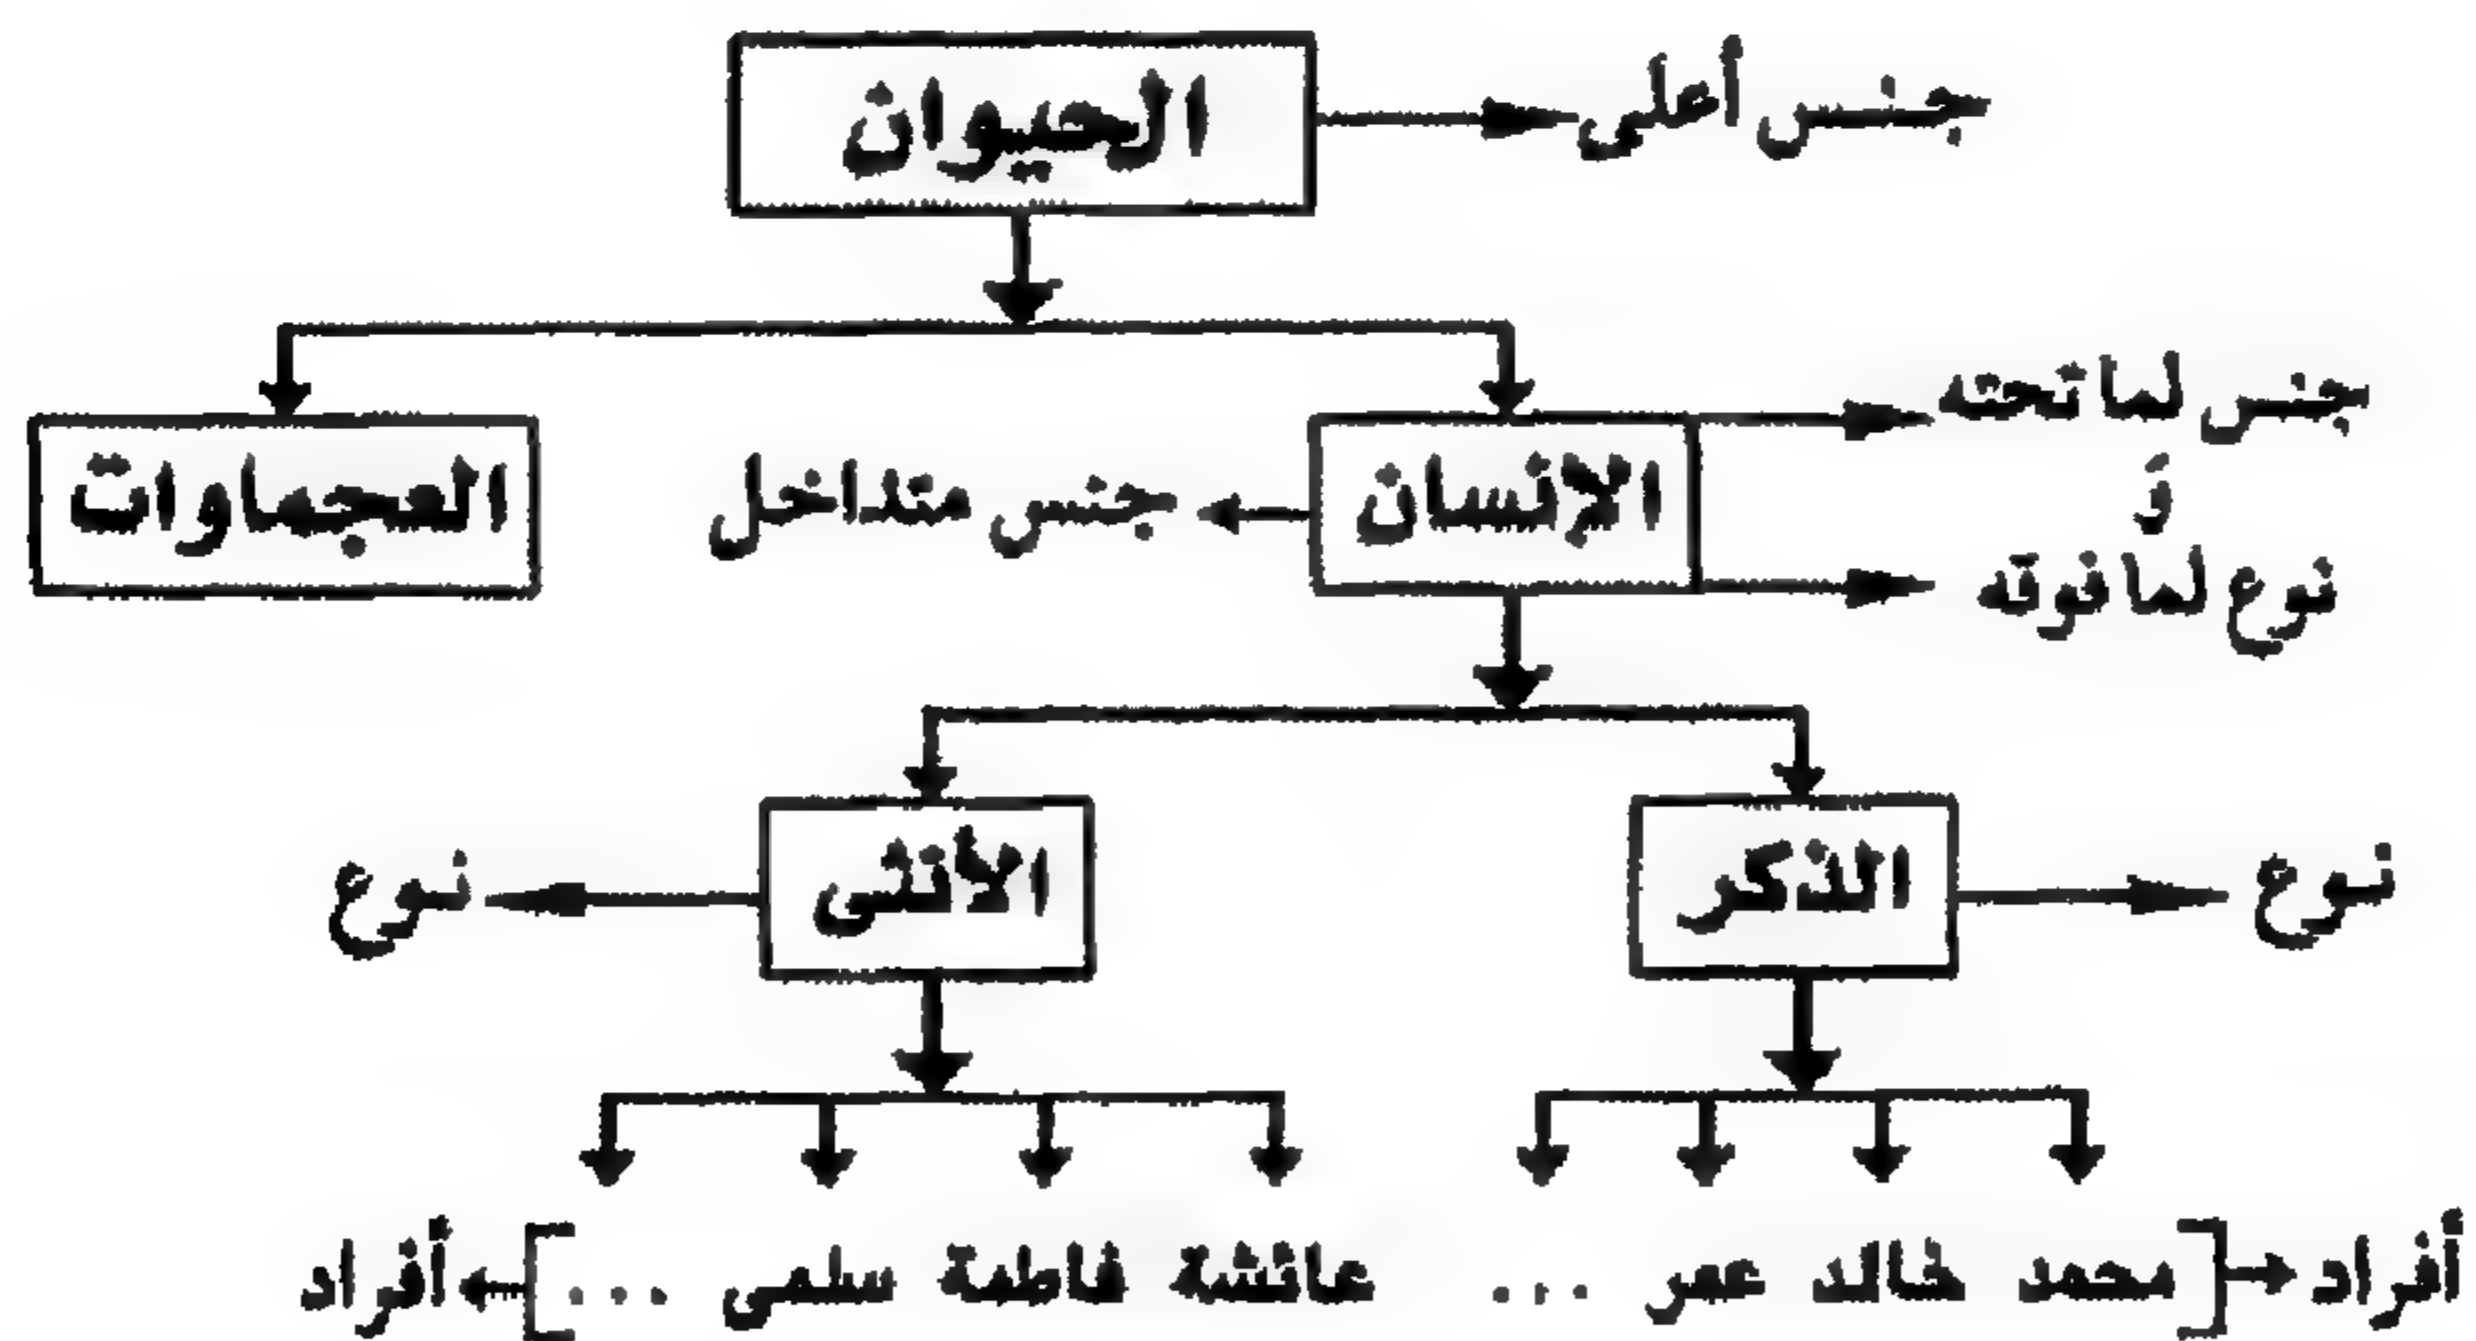 الحيوان
جنس أعلى
جنس لما تحته
وَ
نوع لما فوقه
الإنسان
جنس متداخل
العجماوات
نوع
الذكر
الأنثى
نوع
أفراد [محمد خالد عمر ...
عائشة فاطمة سلمى ...] أفراد